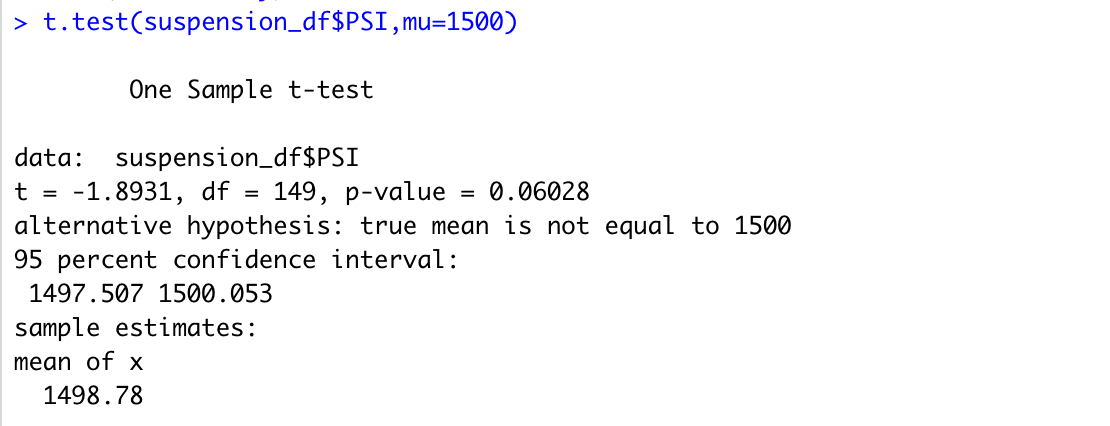 > t.test(suspension_df$PSI,mu=1500)
One Sample t-test
data:  suspension_df$PSI
t = -1.8931, df = 149, p-value = 0.06028
alternative hypothesis: true mean is not equal to 1500
95 percent confidence interval:
1497.507 1500.053
sample estimates:
mean of x
1498.78